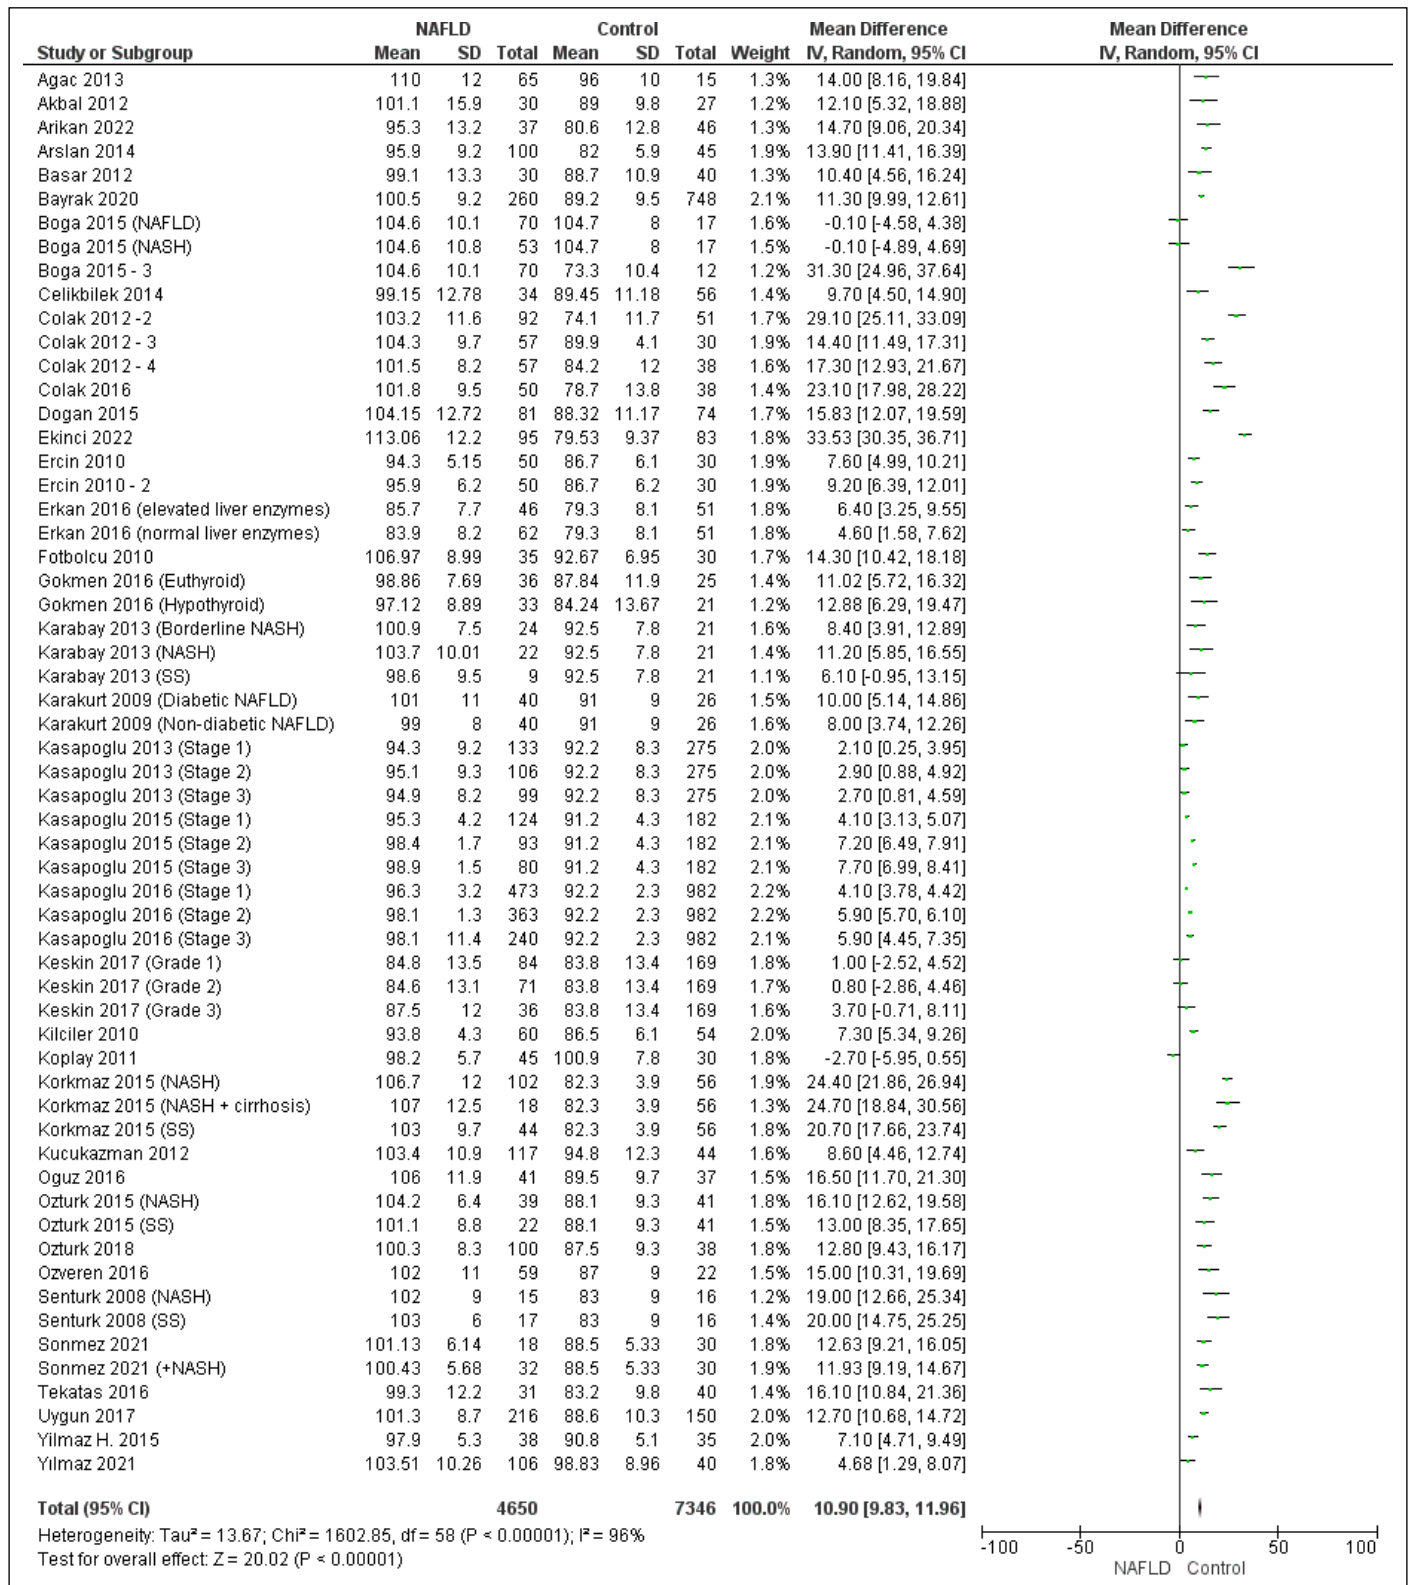 NAFLD Control Mean Difference Mean Difference
Study or Subgroup Mean SD Total Mean SD Total Weight IV, Random, 95% CI IV, Random, 95% CI
Agac 2013 110 12 65 96 10 15 1.3% 14.00 [8.16, 19.84]
Akbal 2012 101.1 15.9 30 89 9.8 27 1.2% 12.10 [5.32, 18.88]
Arikan 2022 95.3 13.2 37 80.6 12.8 46 1.3% 14.70 [9.06, 20.34]
Arslan 2014 95.9 9.2 100 82 5.9 45 1.9% 13.90 [11.41, 16.39]
Basar 2012 99.1 13.3 30 88.7 10.9 40 1.3% 10.40 [4.56, 16.24]
Bayrak 2020 100.5 9.2 260 89.2 9.5 748 2.1% 11.30 [9.99, 12.61]
Boga 2015 (NAFLD) 104.6 10.1 70 104.7 8 17 1.6% -0.10 [-4.58, 4.38]
Boga 2015 (NASH) 104.6 10.8 53 104.7 8 17 1.5% -0.10 [-4.89, 4.69]
Boga 2015 - 3 104.6 10.1 70 73.3 10.4 12 1.2% 31.30 [24.96, 37.64]
Celikbilek 2014 99.15 12.78 34 89.45 11.18 56 1.4% 9.70 [4.50, 14.90]
Colak 2012 -2 103.2 11.6 92 74.1 11.7 51 1.7% 29.10 [25.11, 33.09]
Colak 2012 - 3 104.3 9.7 57 89.9 4.1 30 1.9% 14.40 [11.49, 17.31]
Colak 2012 - 4 101.5 8.2 57 84.2 12 38 1.6% 17.30 [12.93, 21.67]
Colak 2016 101.8 9.5 50 78.7 13.8 38 1.4% 23.10 [17.98, 28.22]
Dogan 2015 104.15 12.72 81 88.32 11.17 74 1.7% 15.83 [12.07, 19.59]
Ekinci 2022 113.06 12.2 95 79.53 9.37 83 1.8% 33.53 [30.35, 36.71]
Ercin 2010 94.3 5.15 50 86.7 6.1 30 1.9% 7.60 [4.99, 10.21]
Ercin 2010 - 2 95.9 6.2 50 86.7 6.2 30 1.9% 9.20 [6.39, 12.01]
Erkan 2016 (elevated liver enzymes) 85.7 7.7 46 79.3 8.1 51 1.8% 6.40 [3.25, 9.55]
Erkan 2016 (normal liver enzymes) 83.9 8.2 62 79.3 8.1 51 1.9% 4.60 [1.58, 7.62]
Fotbolcu 2010 106.97 8.99 35 92.67 6.95 30 1.7% 14.30 [10.42, 18.18]
Gokmen 2016 (Euthyroid) 98.86 7.69 36 87.84 11.9 25 1.4% 11.02 [5.72, 16.32]
Gokmen 2016 (Hypothyroid) 97.12 8.89 33 84.24 13.67 21 1.2% 12.88 [6.29, 19.47]
Karabay 2013 (Borderline NASH) 100.9 7.5 24 92.5 7.8 21 1.6% 8.40 [3.91, 12.89]
Karabay 2013 (NASH) 103.7 10.01 22 92.5 7.8 21 1.4% 11.20 [5.85, 16.55]
Karabay 2013 (SS) 98.6 9.5 9 92.5 7.8 21 1.1% 6.10 [-0.95, 13.15]
Karakurt 2009 (Diabetic NAFLD) 101 11 40 91 9 26 1.5% 10.00 [5.14, 14.86]
Karakurt 2009 (Non-diabetic NAFLD) 99 8 40 91 9 26 1.6% 8.00 [3.74, 12.26]
Kasapoglu 2013 (Stage 1) 94.3 9.2 133 92.2 8.3 275 2.0% 2.10 [0.25, 3.95]
Kasapoglu 2013 (Stage 2) 95.1 9.3 106 92.2 8.3 275 2.0% 2.90 [0.88, 4.92]
Kasapoglu 2013 (Stage 3) 94.9 8.2 99 92.2 8.3 275 2.0% 2.70 [0.81, 4.59]
Kasapoglu 2015 (Stage 1) 95.3 4.2 124 91.2 4.3 182 2.1% 4.10 [3.13, 5.07]
Kasapoglu 2015 (Stage 2) 98.4 1.7 93 91.2 4.3 182 2.1% 7.20 [6.49, 7.91]
Kasapoglu 2015 (Stage 3) 98.9 1.5 80 91.2 4.3 182 2.1% 7.70 [6.99, 8.41]
Kasapoglu 2016 (Stage 1) 96.3 3.2 473 92.2 2.3 982 2.2% 4.10 [3.78, 4.42]
Kasapoglu 2016 (Stage 2) 98.1 1.3 363 92.2 2.3 982 2.2% 5.90 [5.70, 6.10]
Kasapoglu 2016 (Stage 3) 98.1 11.4 240 92.2 2.3 982 2.1% 5.90 [4.45, 7.35]
Keskin 2017 (Grade 1) 84.8 13.5 84 83.8 13.4 169 1.8% 1.00 [-2.52, 4.52]
Keskin 2017 (Grade 2) 84.6 13.1 71 83.8 13.4 169 1.7% 0.80 [-2.86, 4.46]
Keskin 2017 (Grade 3) 87.5 12 36 83.8 13.4 169 1.6% 3.70 [-0.71, 8.11]
Kilciler 2010 93.8 4.3 60 86.5 6.1 54 2.0% 7.30 [5.34, 9.26]
Koplay 2011 98.2 5.7 45 100.9 7.8 30 1.8% -2.70 [-5.95, 0.55]
Korkmaz 2015 (NASH) 106.7 12 102 82.3 3.9 56 1.9% 24.40 [21.86, 26.94]
Korkmaz 2015 (NASH + cirrhosis) 107 12.5 18 82.3 3.9 56 1.3% 24.70 [18.84, 30.56]
Korkmaz 2015 (SS) 103 9.7 44 82.3 3.9 56 1.8% 20.70 [17.66, 23.74]
Kucukazman 2012 103.4 10.9 117 94.8 12.3 44 1.6% 8.60 [4.46, 12.74]
Oguz 2016 106 11.9 41 89.5 9.7 37 1.5% 16.50 [11.70, 21.30]
Ozturk 2015 (NASH) 104.2 6.4 39 88.1 9.3 41 1.8% 16.10 [12.62, 19.58]
Ozturk 2015 (SS) 101.1 8.8 22 88.1 9.3 41 1.5% 13.00 [8.35, 17.65]
Ozturk 2018 100.3 8.3 100 87.5 9.3 38 1.8% 12.80 [9.43, 16.17]
Ozveren 2016 102 11 59 87 9 22 1.5% 15.00 [10.31, 19.69]
Senturk 2008 (NASH) 102 9 15 83 9 16 1.2% 19.00 [12.66, 25.34]
Senturk 2008 (SS) 103 6 17 83 9 16 1.4% 20.00 [14.75, 25.25]
Sonmez 2021 101.13 6.14 18 88.5 5.33 30 1.8% 12.63 [9.21, 16.05]
Sonmez 2021 (+NASH) 100.43 5.68 32 88.5 5.33 30 1.9% 11.93 [9.19, 14.67]
Tekatas 2016 99.3 12.2 31 83.2 9.8 40 1.4% 16.10 [10.84, 21.36]
Uygun 2017 101.3 8.7 216 88.6 10.3 150 2.0% 12.70 [10.68, 14.72]
Yilmaz H. 2015 97.9 5.3 38 90.8 5.1 35 2.0% 7.10 [4.71, 9.49]
Yılmaz 2021 103.51 10.26 106 98.83 8.96 40 1.8% 4.68 [1.29, 8.07]
Total (95% CI) 4650 7346 100.0% 10.90 [9.83, 11.96]
Heterogeneity: Tau² = 13.67; Chi² = 1602.85, df = 58 (P < 0.00001); I² = 96%
Test for overall effect: Z = 20.02 (P < 0.00001)
-100 -50 0 50 100
NAFLD Control